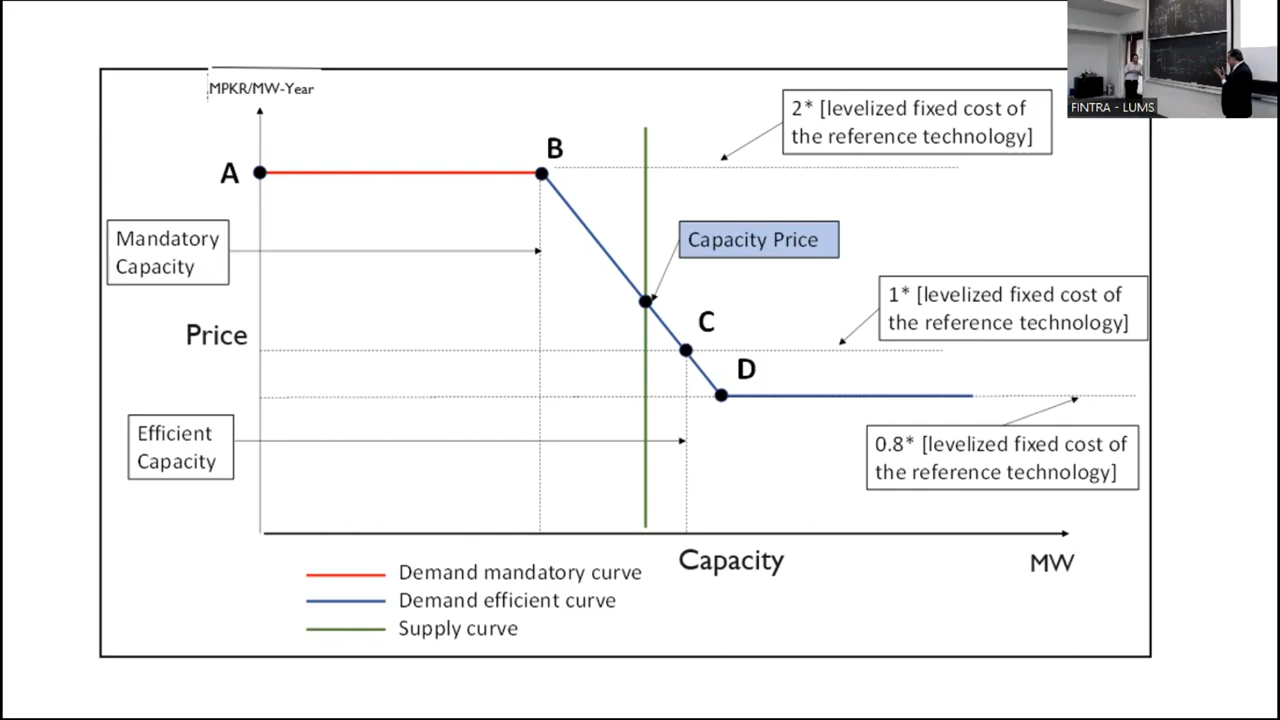 MPKR/MW-Year
FINTRA - LUMS
2* [levelized fixed cost of
the reference technology]
B
A
Mandatory
Capacity
Capacity Price
1* [levelized fixed cost of
the reference technology]
C
Price
D
Efficient
Capacity
0.8* [levelized fixed cost of
the reference technology]
Capacity
MW
Demand mandatory curve
Demand efficient curve
Supply curve